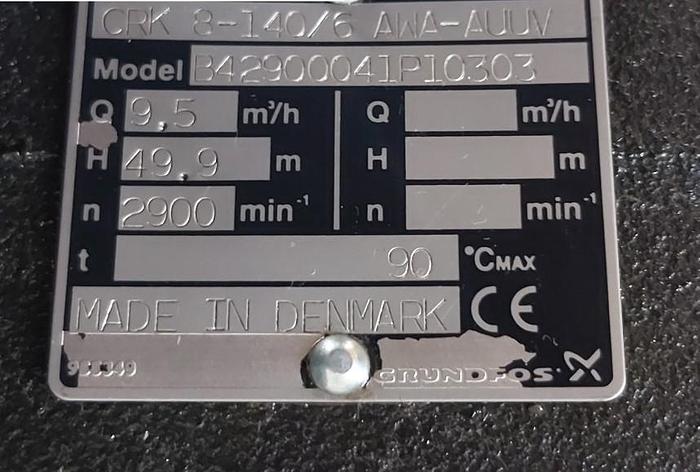 CRK 8-140/6 AWA-AUUV
Model B42900041P10303
Q 9.5 m³/h Q m³/h
H 49.9 m H m
n 2900 min⁻¹ n min⁻¹
t 90 °CMAX
MADE IN DENMARK CE
GRUNDFOS